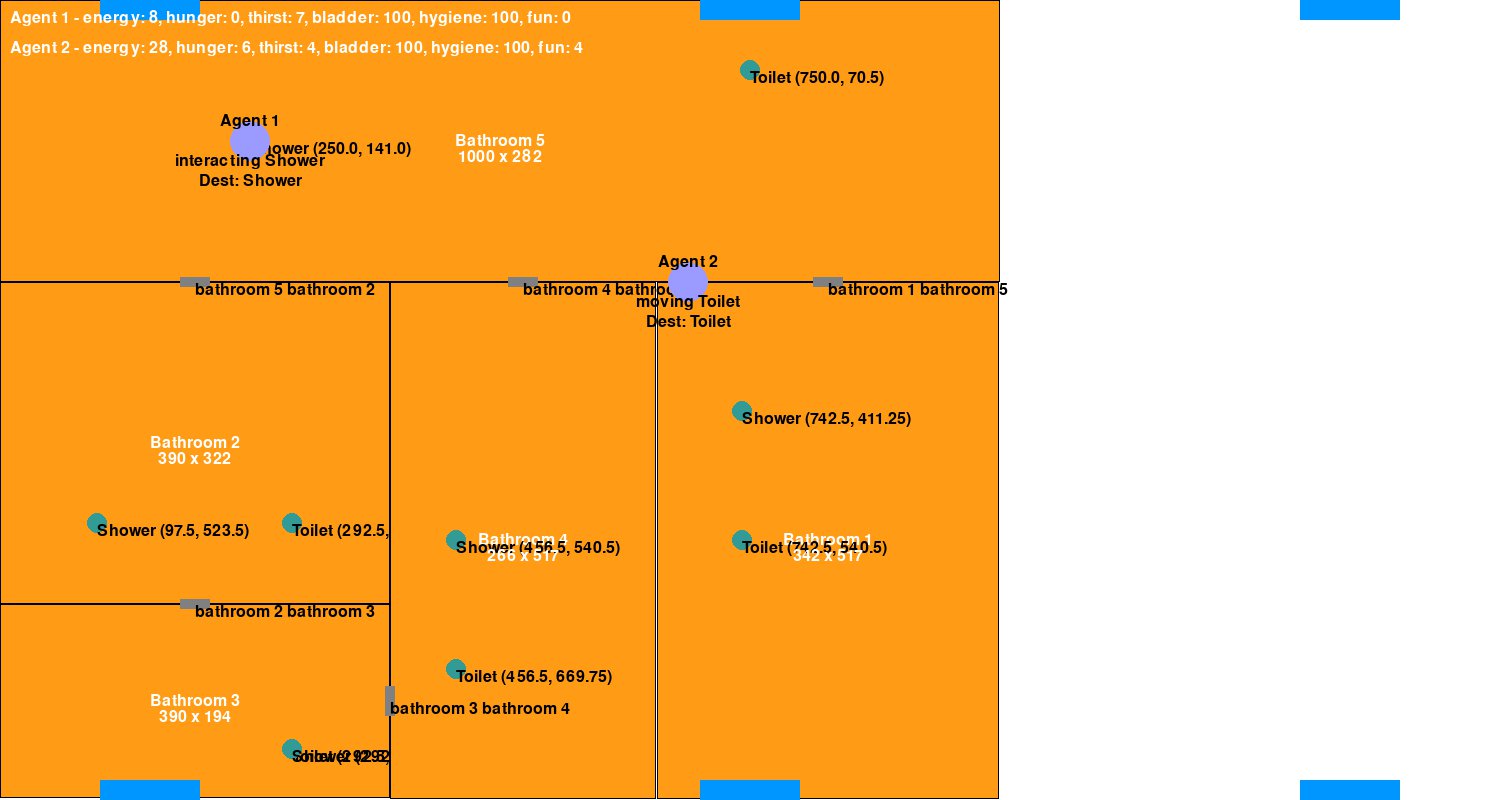 Agent 1 - energy: 8, hunger: 0, thirst: 7, bladder: 100, hygiene: 100, fun: 0
Agent 2 - energy: 28, hunger: 6, thirst: 4, bladder: 100, hygiene: 100, fun: 4
Toilet (750.0, 70.5)
Agent 1
Shower (250.0, 141.0)
interacting Shower
Dest: Shower
Bathroom 5
1000 x 282
Agent 2
bathroom 5 bathroom 2
bathroom 4
bathroom 1 bathroom 5
moving Toilet
Dest: Toilet
Shower (742.5, 411.25)
Bathroom 2
390 x 322
Shower (97.5, 523.5)
Toilet (292.5,
Bathroom 4
266 x 517
Shower (456.5, 540.5)
Bathroom 1
342 x 517
Toilet (742.5, 540.5)
bathroom 2 bathroom 3
Toilet (456.5, 669.75)
Bathroom 3
390 x 194
bathroom 3 bathroom 4